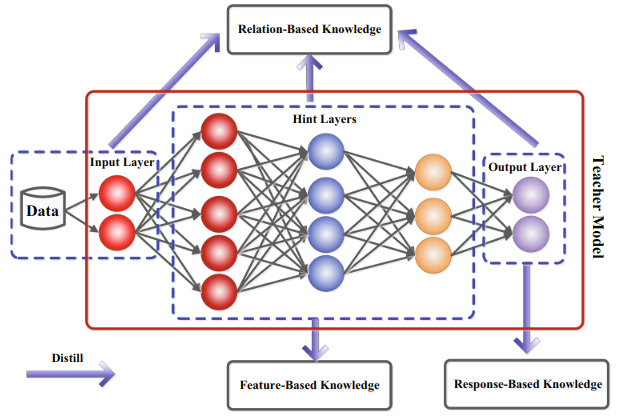 Relation-Based Knowledge
Hint Layers
Input Layer
Output Layer
Data
Teacher Model
Distill
Feature-Based Knowledge
Response-Based Knowledge